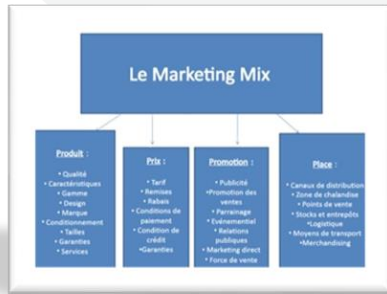 Le Marketing Mix
Produit :
• Qualité
• Caractéristiques
• Gamme
• Design
• Marque
• Conditionnement
• Tailles
• Garanties
• Services
Prix :
• Tarif
• Remises
• Rabais
• Conditions de
paiement
• Condition de
crédit
•Garanties
Promotion :
• Publicité
•Promotion des
ventes
• Parrainage
• Evénementiel
• Relations
publiques
• Marketing direct
• Force de vente
Place :
• Canaux de distribution
• Zone de chalandise
• Points de vente
• Stocks et entrepôts
•Logistique
• Moyens de transport
•Merchandising